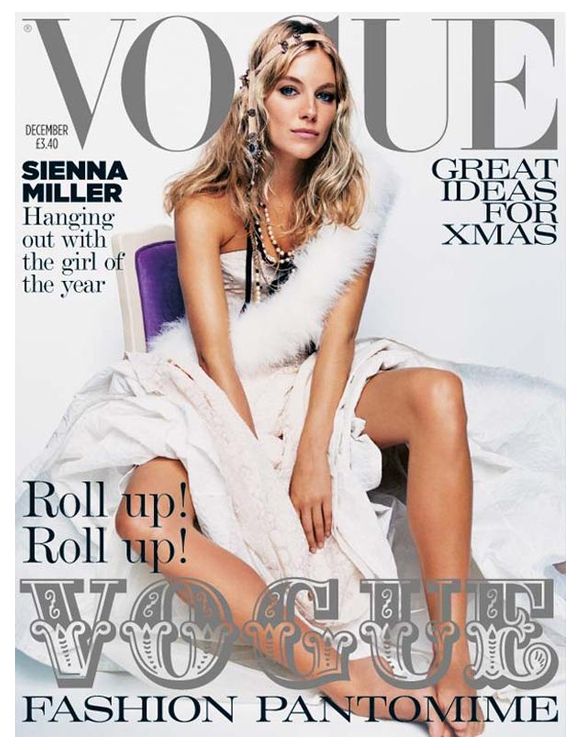 VOGUE
®
DECEMBER
£3.40
SIENNA
MILLER
Hanging
out with
the girl of
the year
GREAT
IDEAS
FOR
XMAS
Roll up!
Roll up!
VOGUE
FASHION PANTOMIME